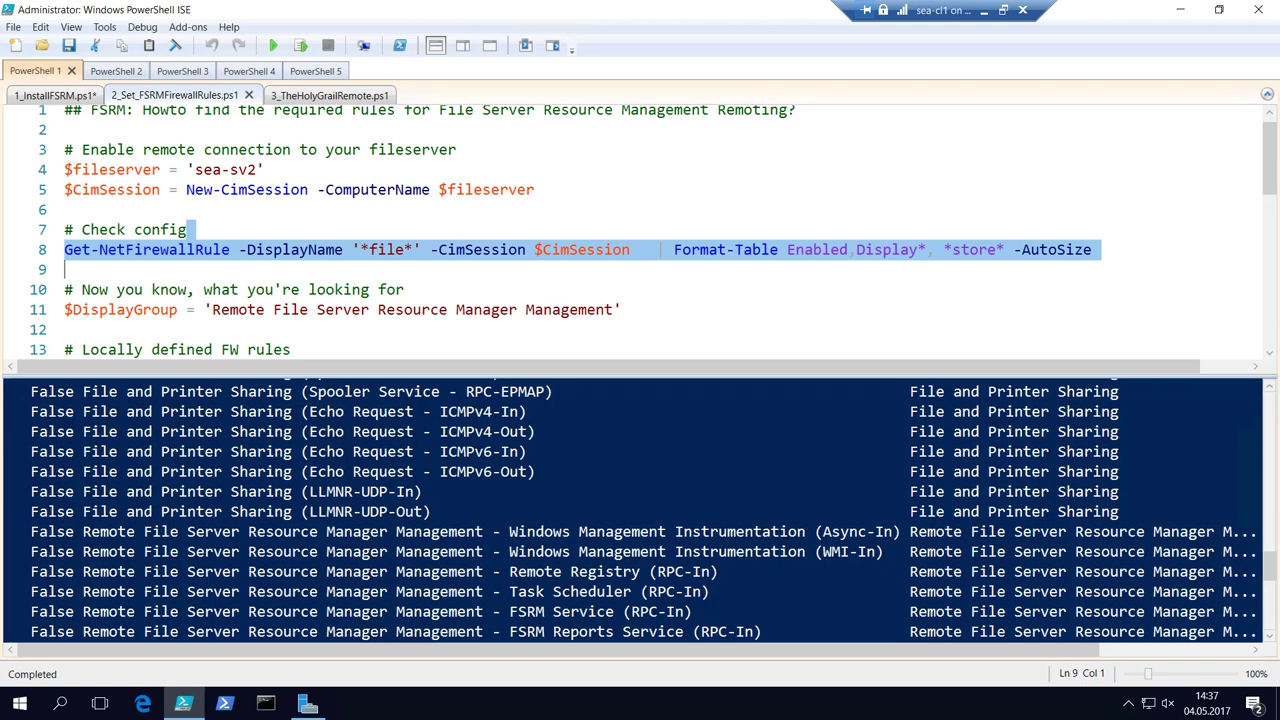 Administrator: Windows PowerShell ISE
sea-cl1 on ...
File Edit View Tools Debug Add-ons Help
PowerShell 1 PowerShell 2 PowerShell 3 PowerShell 4 PowerShell 5
1_InstallFSRM.ps1* 2_Set_FSRMFirewallRules.ps1 3_TheHolyGrailRemote.ps1
1 ## FSRM: Howto find the required rules for File Server Resource Management Remoting?
2
3 # Enable remote connection to your fileserver
4 $fileserver = 'sea-sv2'
5 $CimSession = New-CimSession -ComputerName $fileserver
6
7 # Check config
8 Get-NetFirewallRule -DisplayName '*file*' -CimSession $CimSession | Format-Table Enabled,Display*, *store* -AutoSize
9
10 # Now you know, what you're looking for
11 $DisplayGroup = 'Remote File Server Resource Manager Management'
12
13 # Locally defined FW rules
False File and Printer Sharing (Spooler Service - RPC-EPMAP) File and Printer Sharing
False File and Printer Sharing (Echo Request - ICMPv4-In) File and Printer Sharing
False File and Printer Sharing (Echo Request - ICMPv4-Out) File and Printer Sharing
False File and Printer Sharing (Echo Request - ICMPv6-In) File and Printer Sharing
False File and Printer Sharing (Echo Request - ICMPv6-Out) File and Printer Sharing
False File and Printer Sharing (LLMNR-UDP-In) File and Printer Sharing
False File and Printer Sharing (LLMNR-UDP-Out) File and Printer Sharing
False Remote File Server Resource Manager Management - Windows Management Instrumentation (Async-In) Remote File Server Resource Manager M...
False Remote File Server Resource Manager Management - Windows Management Instrumentation (WMI-In) Remote File Server Resource Manager M...
False Remote File Server Resource Manager Management - Remote Registry (RPC-In) Remote File Server Resource Manager M...
False Remote File Server Resource Manager Management - Task Scheduler (RPC-In) Remote File Server Resource Manager M...
False Remote File Server Resource Manager Management - FSRM Service (RPC-In) Remote File Server Resource Manager M...
False Remote File Server Resource Manager Management - FSRM Reports Service (RPC-In) Remote File Server Resource Manager M...
Completed Ln 9 Col 1 100%
14:37
04.05.2017
2